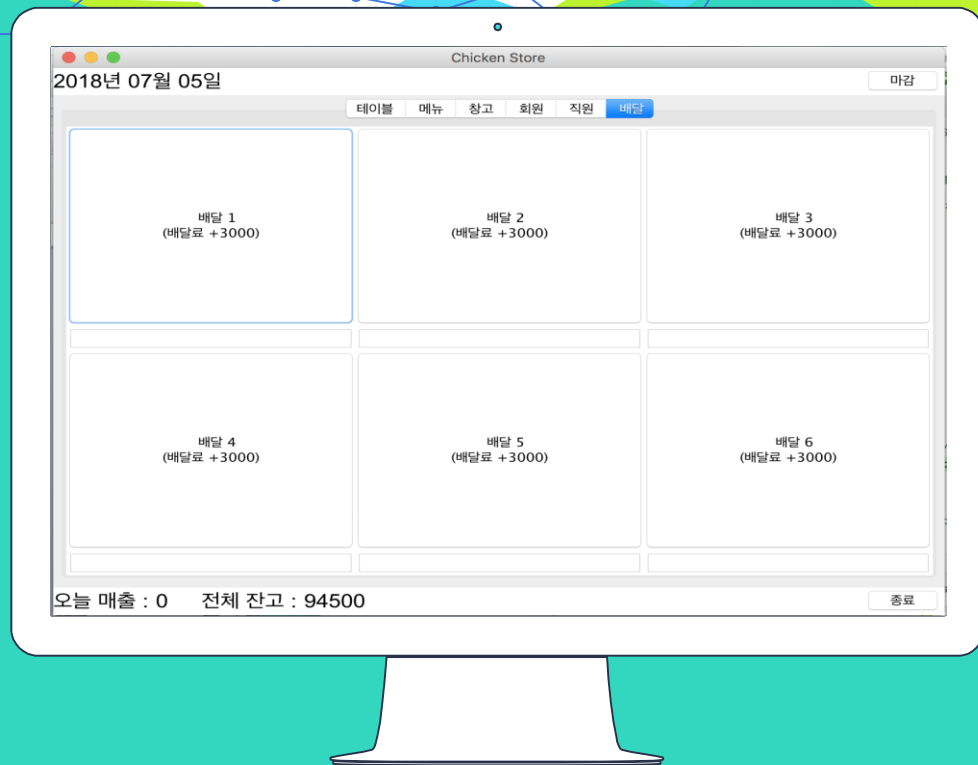 Chicken Store
2018년 07월 05일
마감
테이블 메뉴 창고 회원 직원 배달
배달 1 배달 2 배달 3
(배달료 +3000) (배달료 +3000) (배달료 +3000)
배달 4 배달 5 배달 6
(배달료 +3000) (배달료 +3000) (배달료 +3000)
오늘 매출 : 0 전체 잔고 : 94500
종료